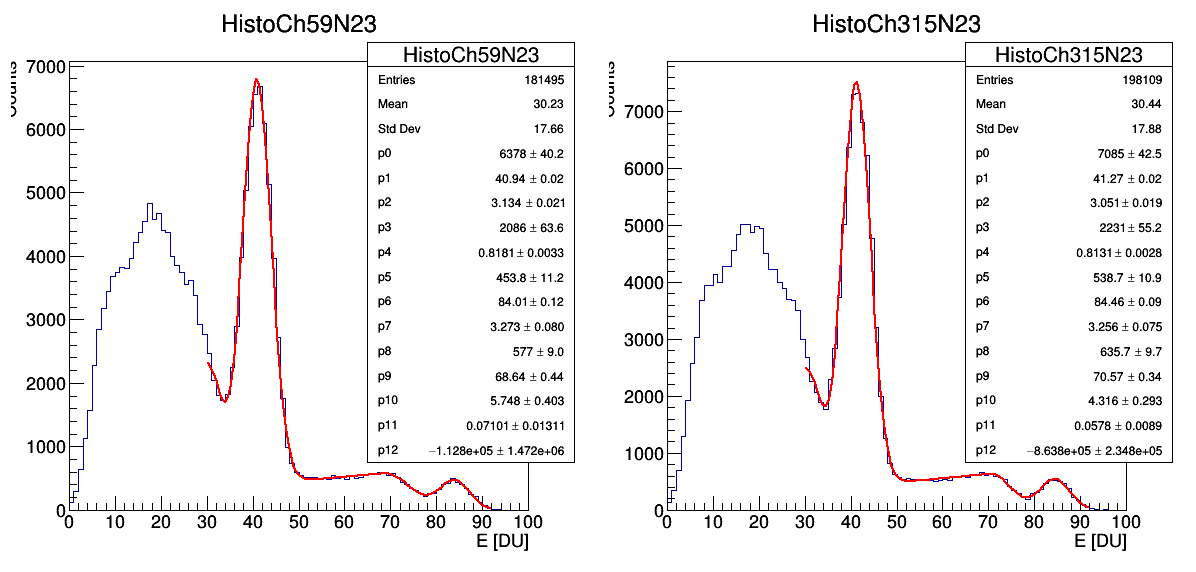 HistoCh59N23
HistoCh59N23
Entries 181495
Mean 30.23
Std Dev 17.66
p0 6378 ± 40.2
p1 40.94 ± 0.02
p2 3.134 ± 0.021
p3 2086 ± 63.6
p4 0.8181 ± 0.0033
p5 453.8 ± 11.2
p6 84.01 ± 0.12
p7 3.273 ± 0.080
p8 577 ± 9.0
p9 68.64 ± 0.44
p10 5.748 ± 0.403
p11 0.07101 ± 0.01311
p12 −1.128e+05 ± 1.472e+06
7000
6000
5000
4000
3000
2000
1000
0
0 10 20 30 40 50 60 70 80 90 100
E [DU]
HistoCh315N23
HistoCh315N23
Entries 198109
Mean 30.44
Std Dev 17.88
p0 7085 ± 42.5
p1 41.27 ± 0.02
p2 3.051 ± 0.019
p3 2231 ± 55.2
p4 0.8131 ± 0.0028
p5 538.7 ± 10.9
p6 84.46 ± 0.09
p7 3.256 ± 0.075
p8 635.7 ± 9.7
p9 70.57 ± 0.34
p10 4.316 ± 0.293
p11 0.0578 ± 0.0089
p12 −8.638e+05 ± 2.348e+05
7000
6000
5000
4000
3000
2000
1000
0
0 10 20 30 40 50 60 70 80 90 100
E [DU]